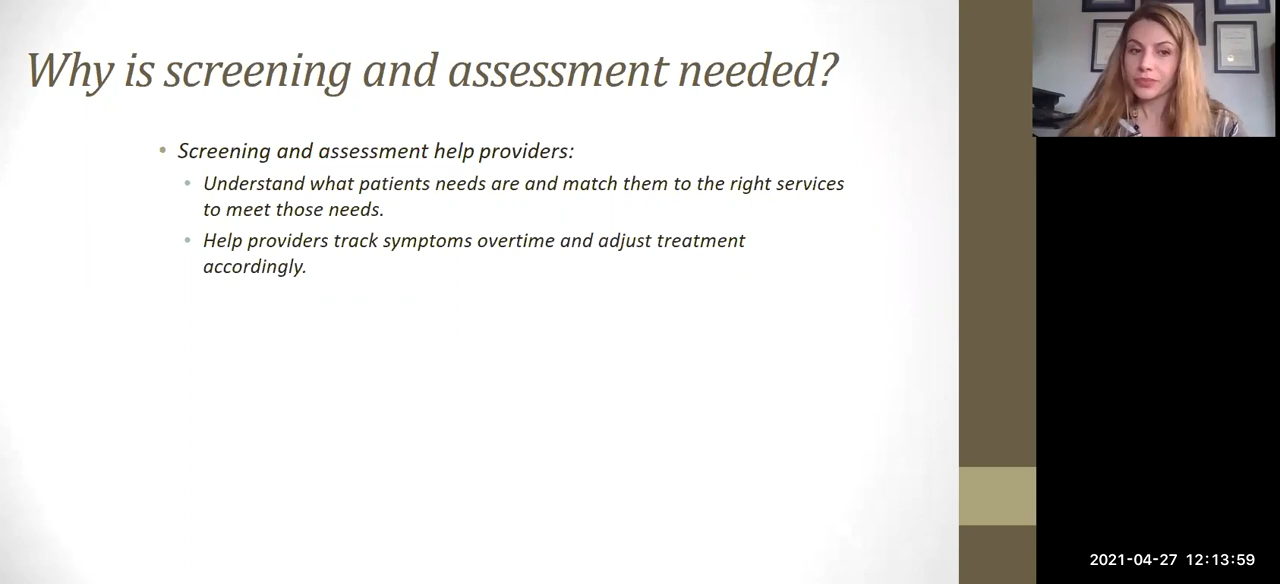 Why is screening and assessment needed?
• Screening and assessment help providers:
• Understand what patients needs are and match them to the right services
to meet those needs.
• Help providers track symptoms overtime and adjust treatment
accordingly.
2021-04-27 12:13:59